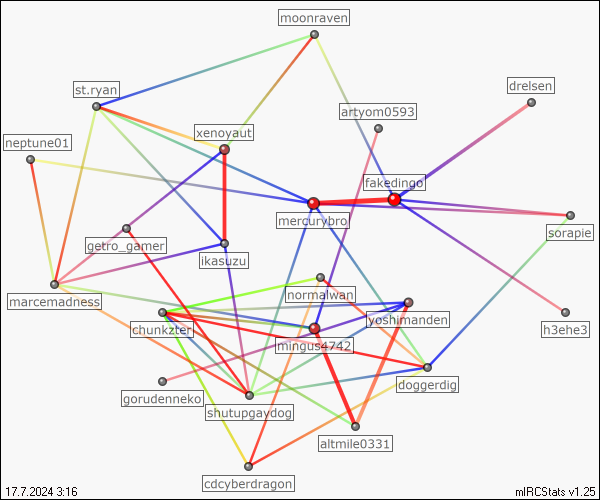 moonraven
drelsen
st.ryan
artyom0593
xenoyaut
neptune01
fakedingo
mercurybro
sorapie
getro_gamer
ikasuzu
marcemadness
normalwan
chunkzterj
yoshimanden
h3ehe3
mingus4742
doggerdig
gorudenneko
shutupgaydog
altmile0331
cdcyberdragon
17.7.2024 3:16
mIRCStats v1.25